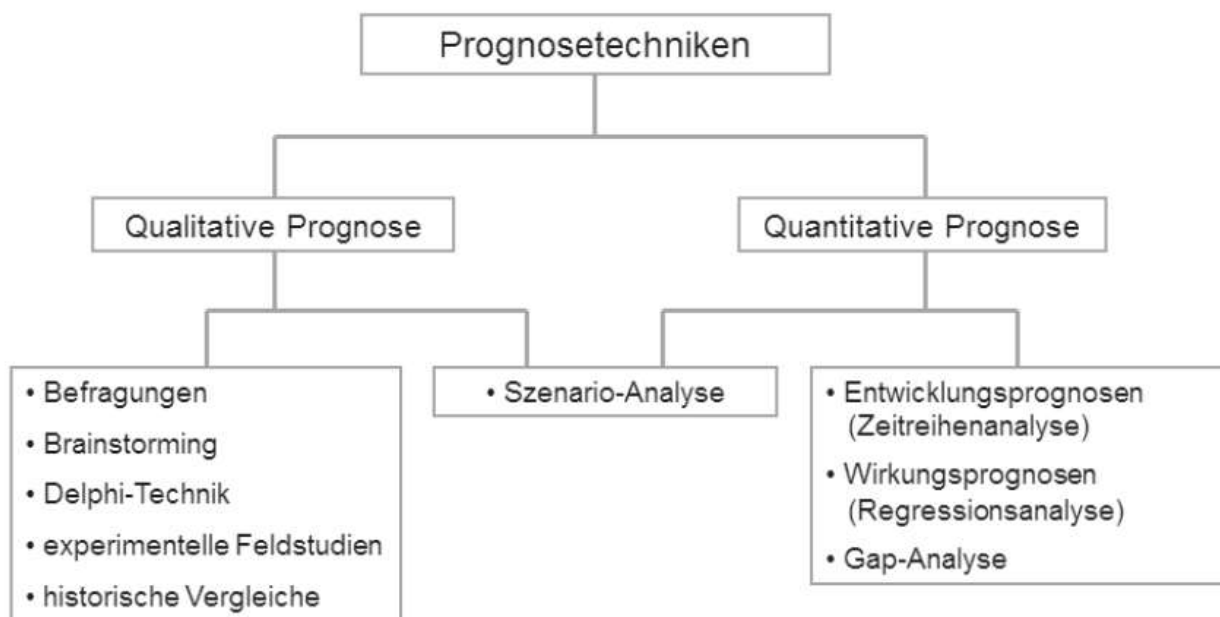 Prognosetechniken
Qualitative Prognose
Quantitative Prognose
• Befragungen
• Brainstorming
• Delphi-Technik
• experimentelle Feldstudien
• historische Vergleiche
• Szenario-Analyse
• Entwicklungsprognosen
(Zeitreihenanalyse)
• Wirkungsprognosen
(Regressionsanalyse)
• Gap-Analyse